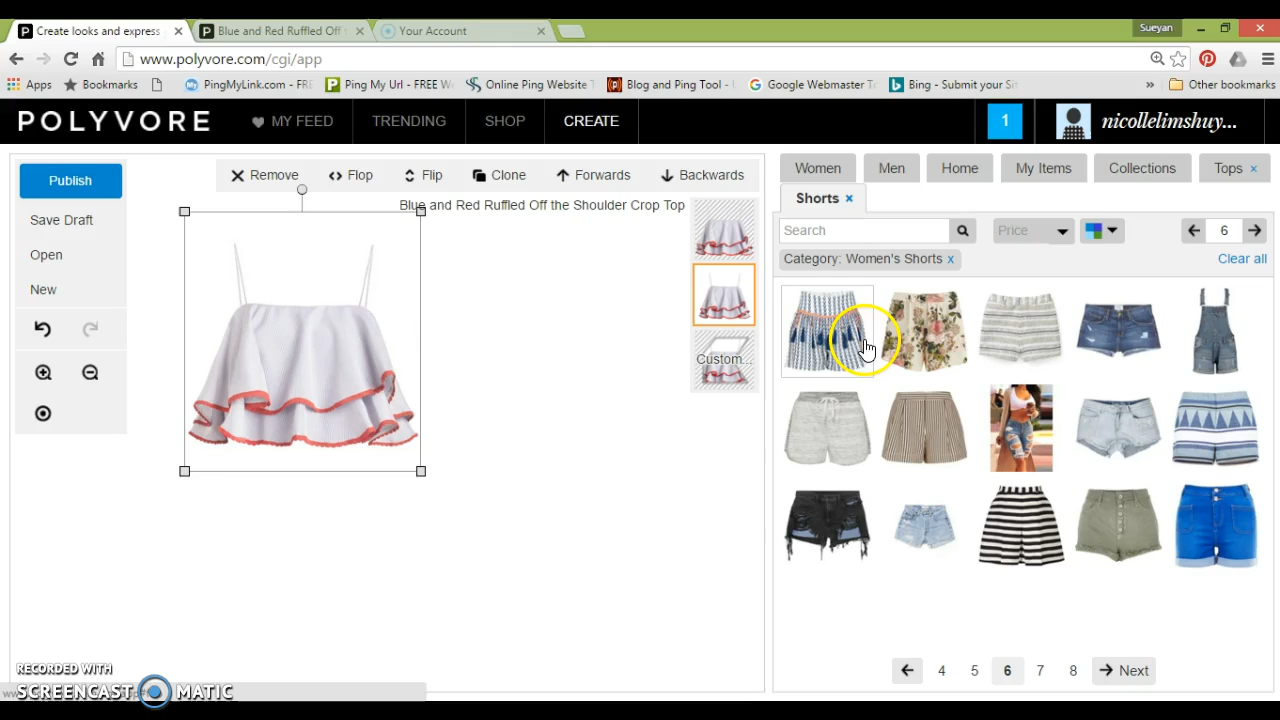 Create looks and express
Blue and Red Ruffled Off t
Your Account
Sueyan
www.polyvore.com/cgi/app
Apps
Bookmarks
PingMyLink.com - FRE
Ping My Url - FREE We
Online Ping Website T
Blog and Ping Tool - U
Google Webmaster To
Bing - Submit your Sit
»
Other bookmarks
POLYVORE
MY FEED
TRENDING
SHOP
CREATE
1
nicollelimshuy...
Publish
Save Draft
Open
New
Remove
Flop
Flip
Clone
Forwards
Backwards
Blue and Red Ruffled Off the Shoulder Crop Top
Custom...
Women
Men
Home
My Items
Collections
Tops ×
Shorts ×
Search
Price
6
Category: Women's Shorts x
Clear all
4 5 6 7 8 Next
RECORDED WITH
SCREENCAST MATIC